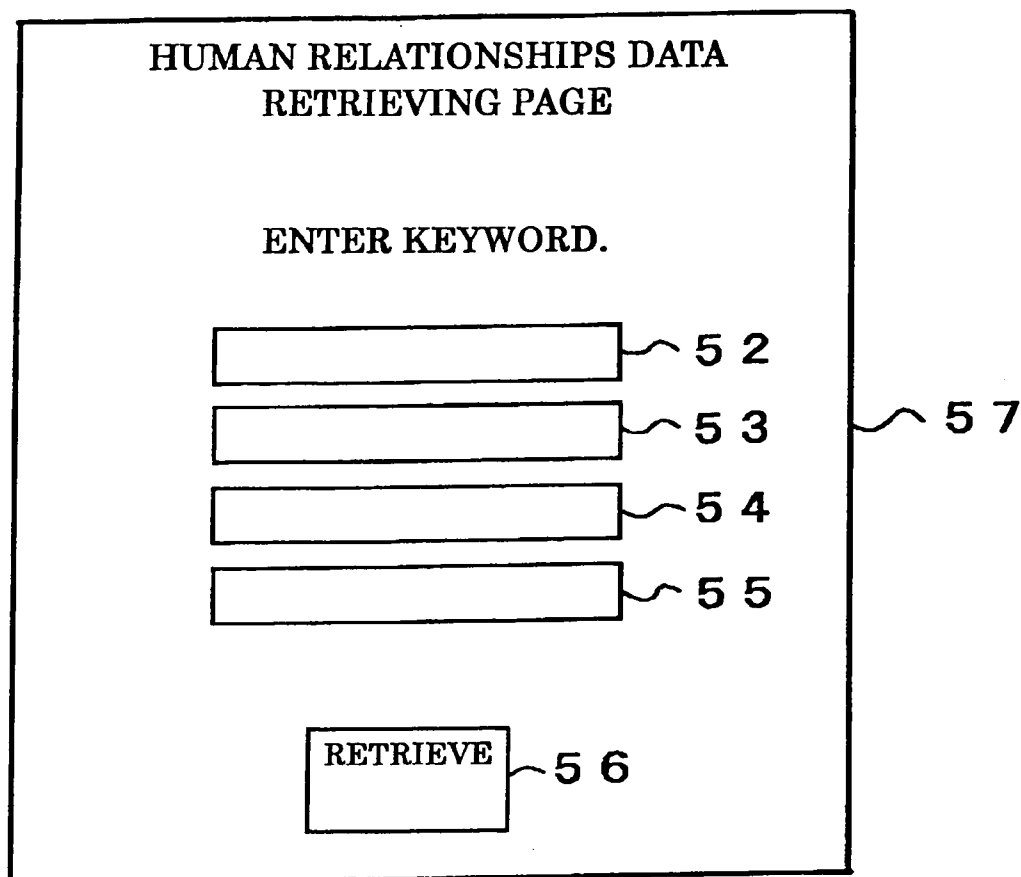 HUMAN RELATIONSHIPS DATA
RETRIEVING PAGE
ENTER KEYWORD.
52
53
57
54
55
RETRIEVE
56